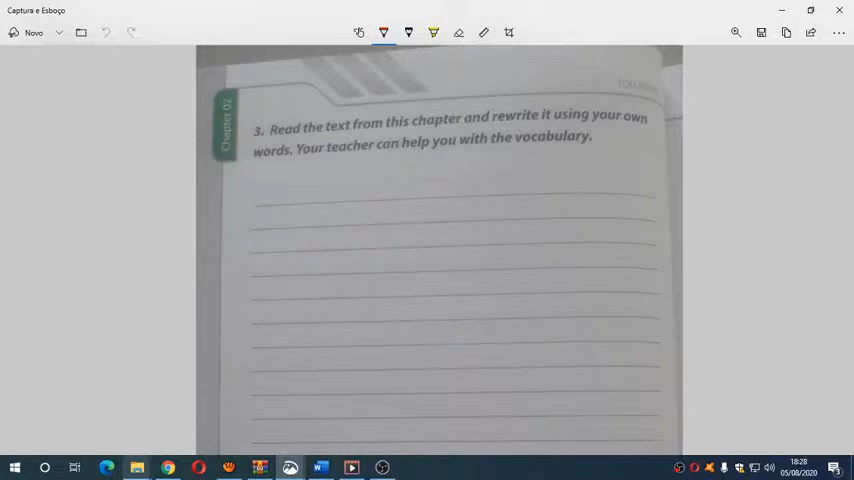 Captura e Esboço
Novo
Chapter 02
3. Read the text from this chapter and rewrite it using your own
words. Your teacher can help you with the vocabulary.
18:28
05/08/2020